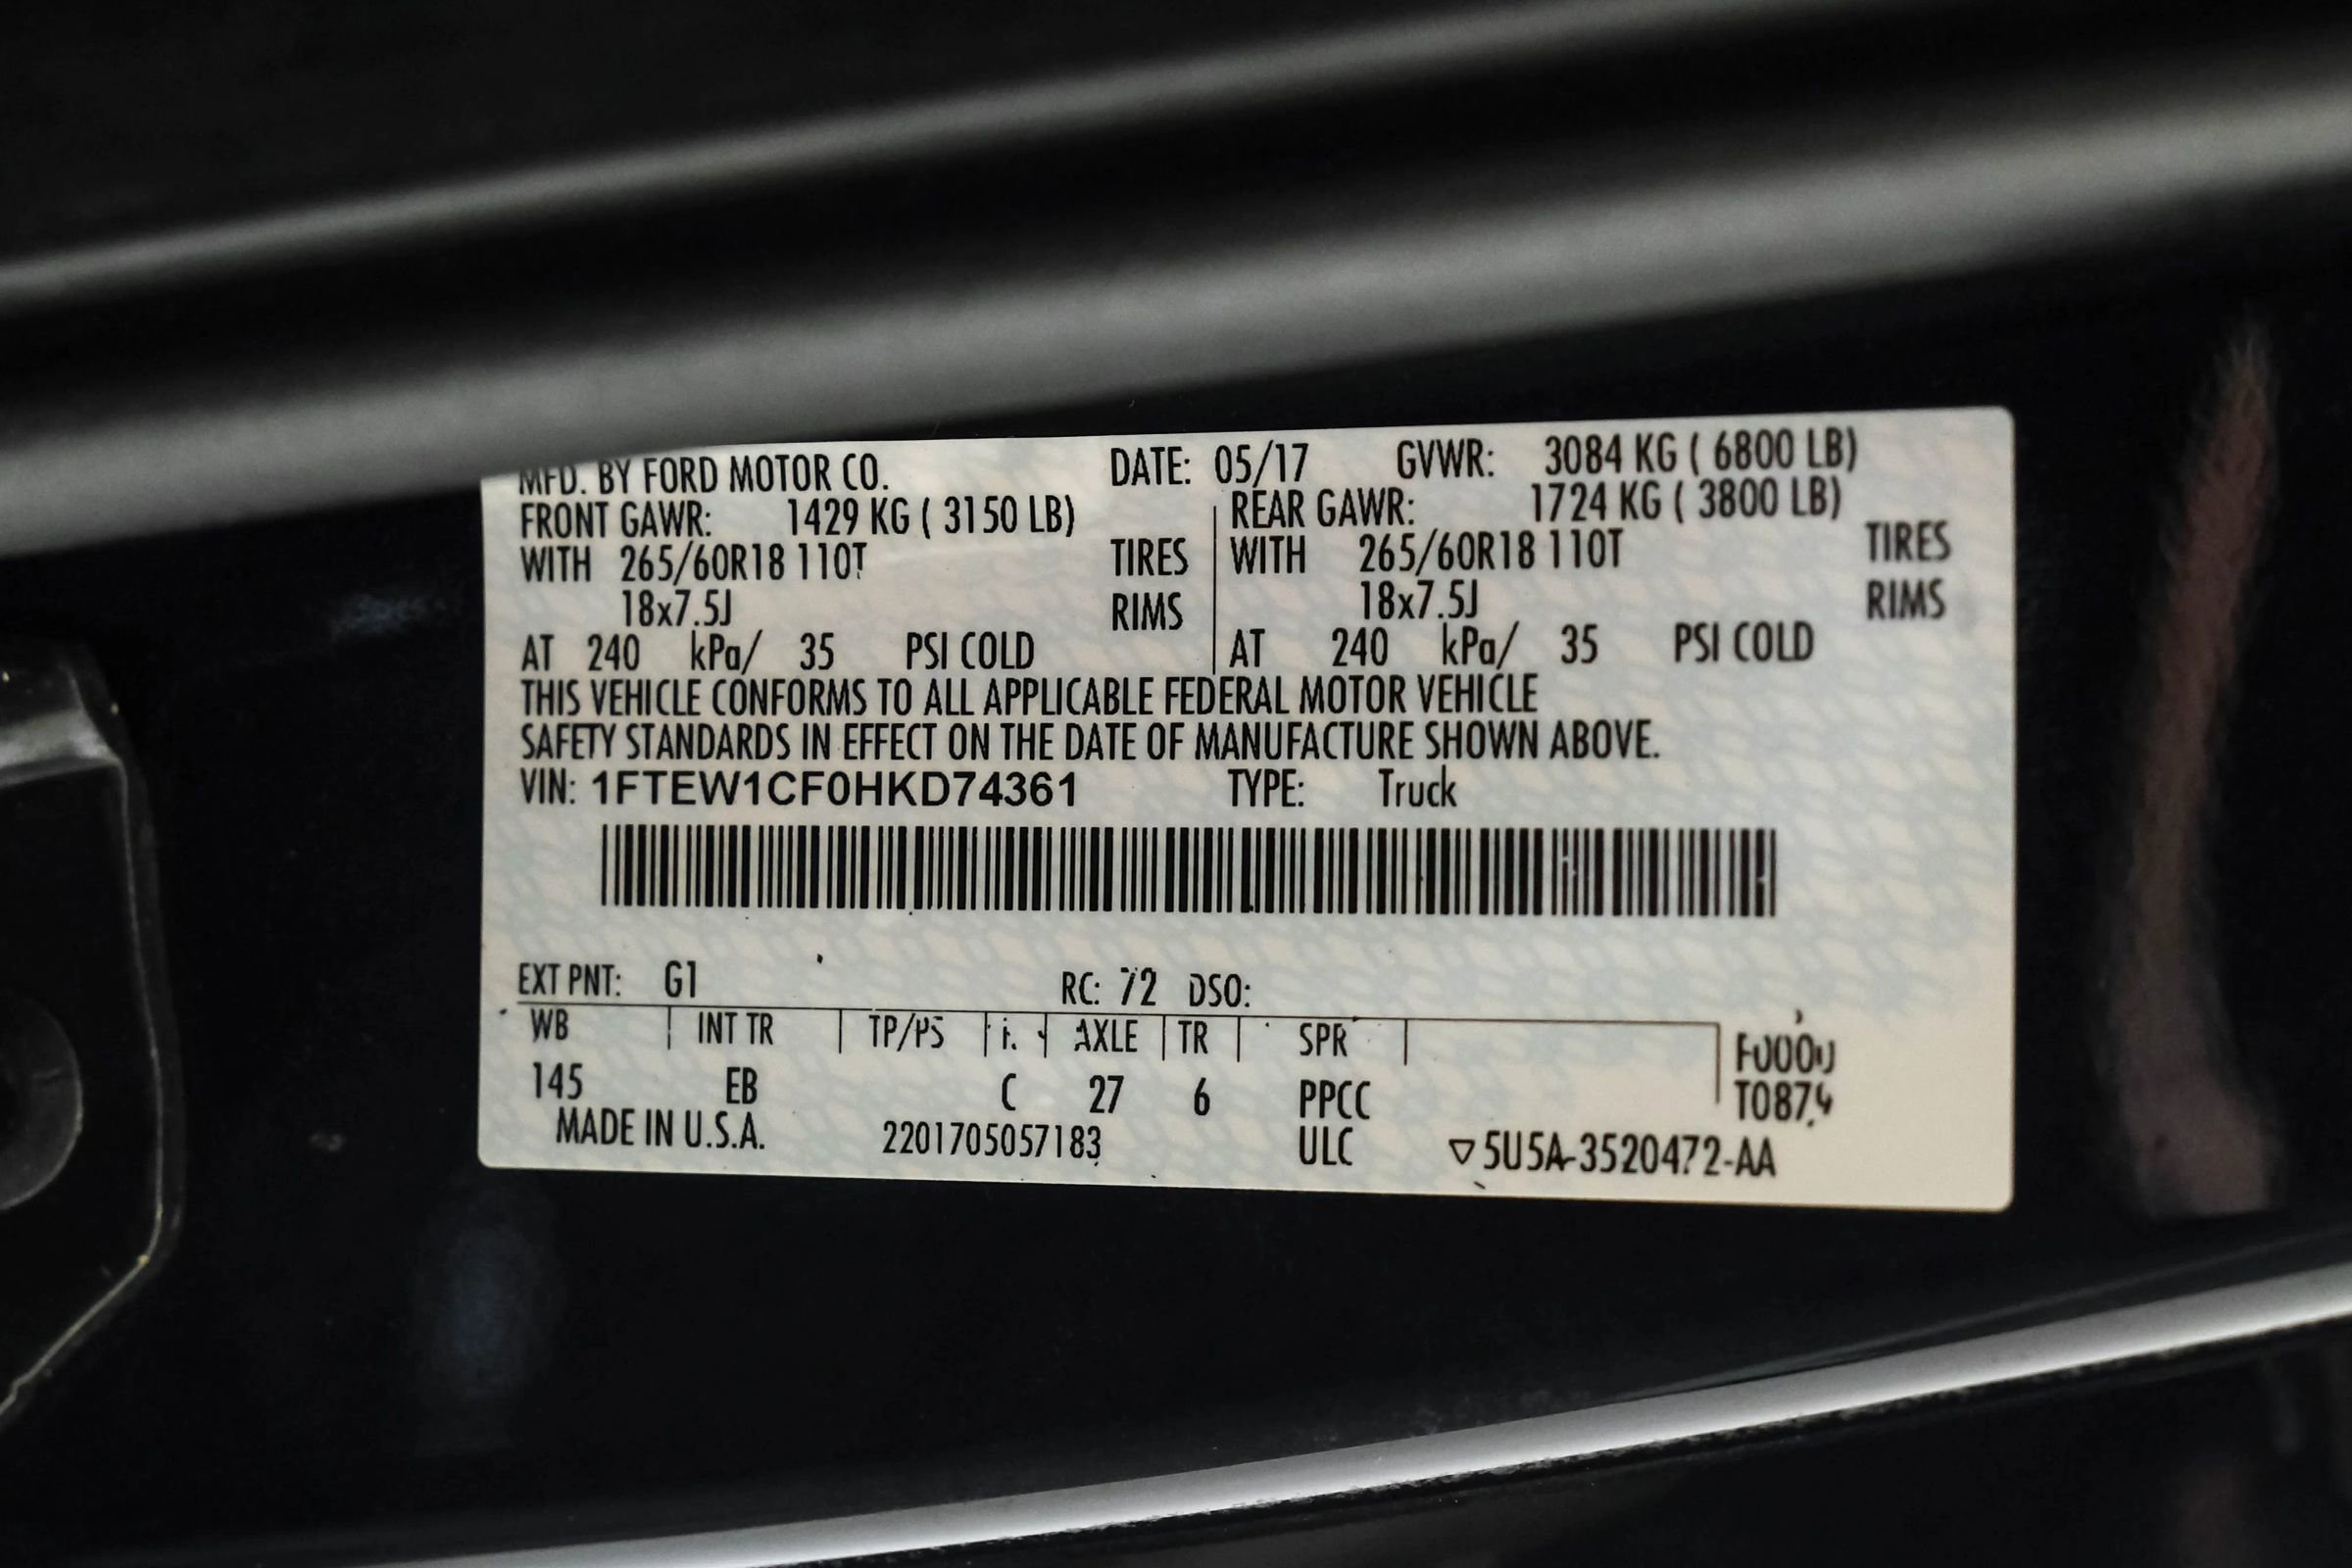 MFD. BY FORD MOTOR CO. DATE: 05/17 GVWR: 3084 KG ( 6800 LB)
FRONT GAWR: 1429 KG ( 3150 LB) REAR GAWR: 1724 KG ( 3800 LB)
WITH 265/60R18 110T TIRES WITH 265/60R18 110T TIRES
18x7.5J RIMS 18x7.5J RIMS
AT 240 kPa/ 35 PSI COLD AT 240 kPa/ 35 PSI COLD
THIS VEHICLE CONFORMS TO ALL APPLICABLE FEDERAL MOTOR VEHICLE
SAFETY STANDARDS IN EFFECT ON THE DATE OF MANUFACTURE SHOWN ABOVE.
VIN: 1FTEW1CF0HKD74361 TYPE: Truck
EXT PNT: G1 RC: 72 DSO:
WB INT TR TP/PS AXLE TR SPR
145 EB C 27 6 PPCC
MADE IN U.S.A. 2201705057183 ULC ▽5U5A-3520472-AA